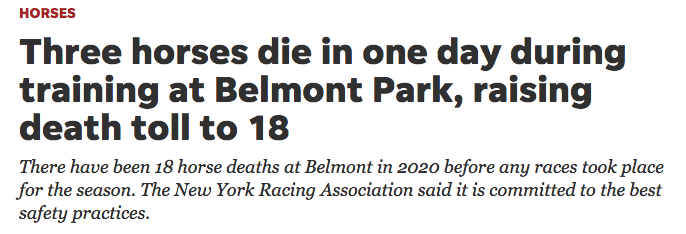 HORSES
Three horses die in one day during
training at Belmont Park, raising
death toll to 18
There have been 18 horse deaths at Belmont in 2020 before any races took place
for the season. The New York Racing Association said it is committed to the best
safety practices.